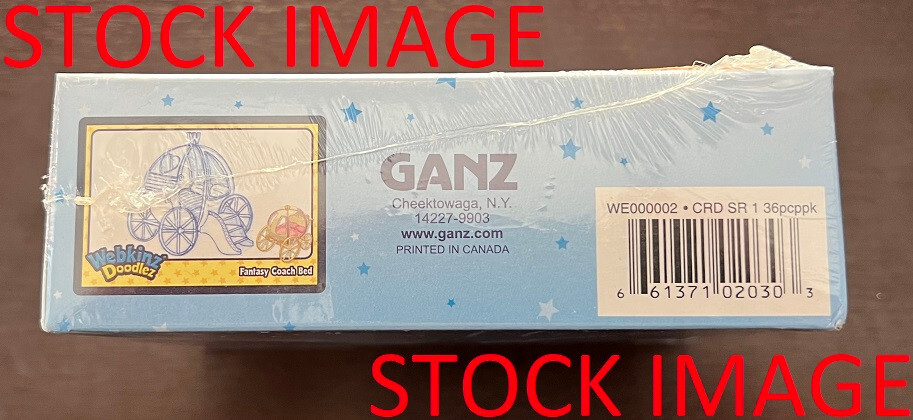 STOCK IMAGE
Webkinz
Doodlez
Fantasy Coach Bed
GANZ
Cheektowaga, N.Y.
14227-9903
www.ganz.com
PRINTED IN CANADA
WE000002 • CRD SR 1 36pcppk
6 61371 02030 3
STOCK IMAGE